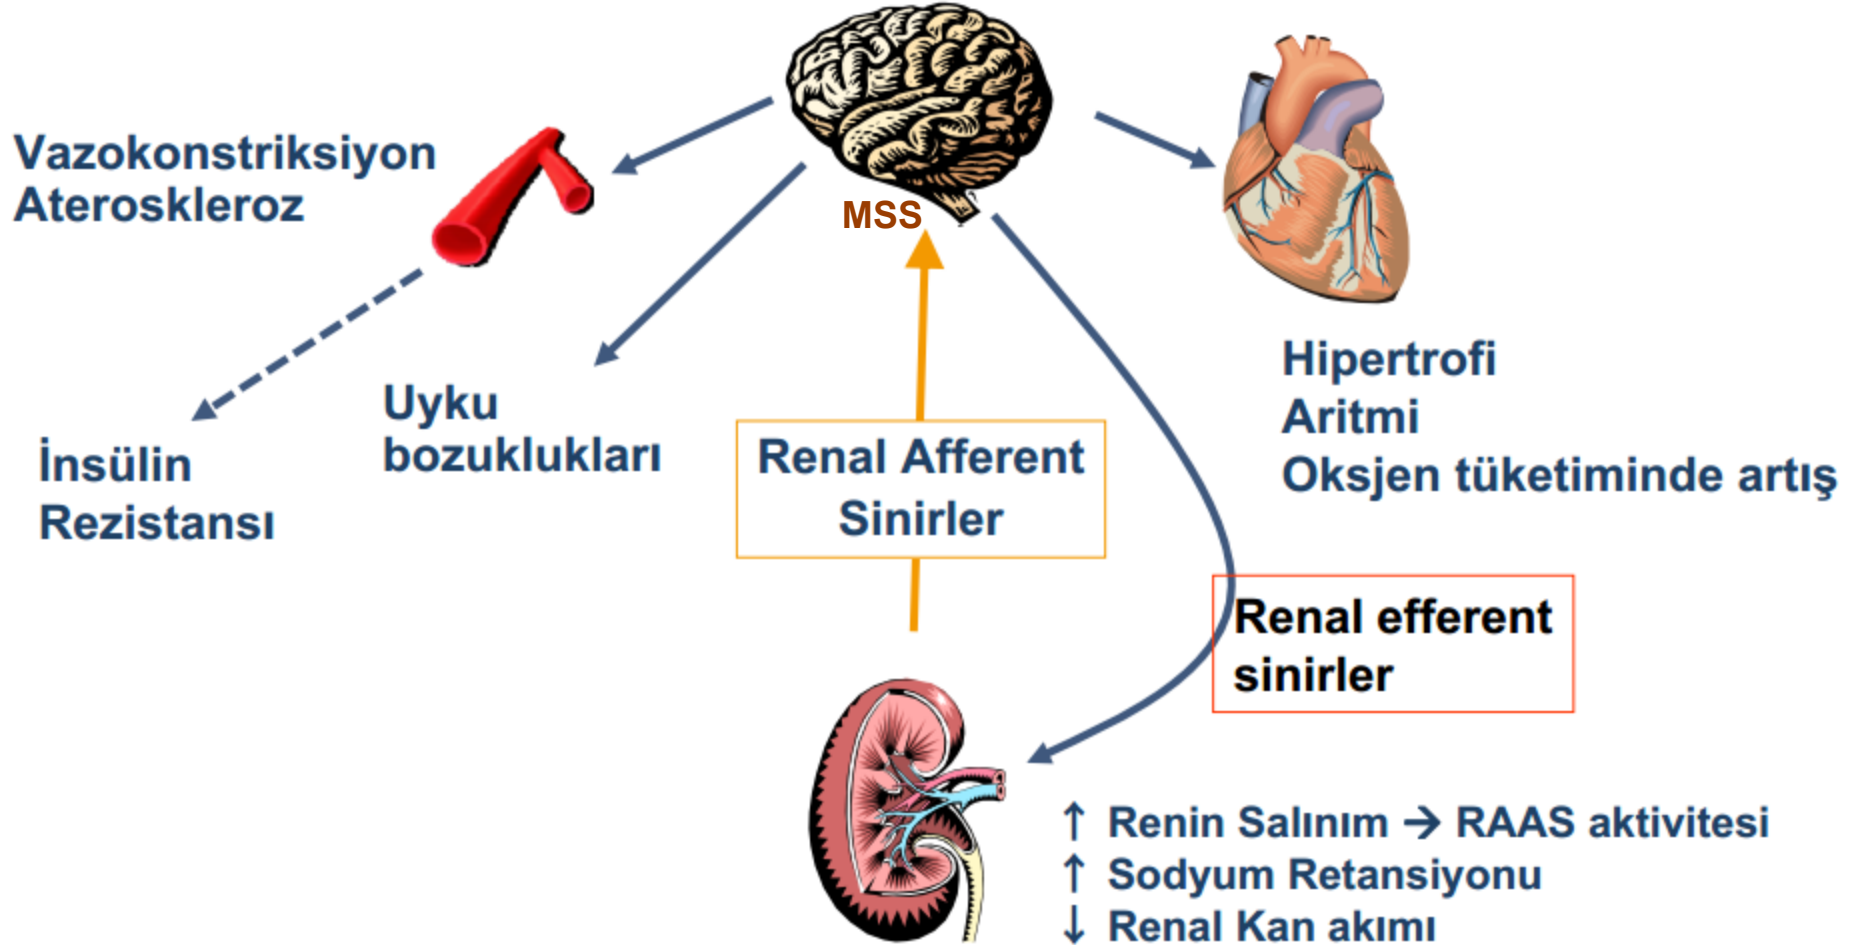 Vazokonstriksiyon
Ateroskleroz
MSS
Hipertrofi
Aritmi
Oksjen tüketiminde artış
Uyku
bozuklukları
İnsülin
Rezistansı
Renal Afferent
Sinirler
Renal efferent
sinirler
↑ Renin Salınım → RAAS aktivitesi
↑ Sodyum Retansiyonu
↓ Renal Kan akımı